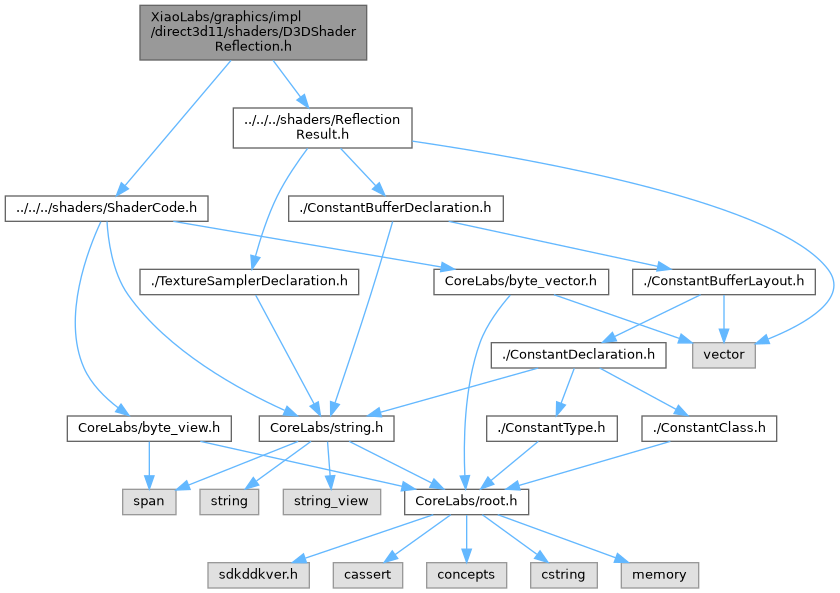 XiaoLabs/graphics/impl
/direct3d11/shaders/D3DShader
Reflection.h
../../../shaders/Reflection
Result.h
../../../shaders/ShaderCode.h
./ConstantBufferDeclaration.h
./TextureSamplerDeclaration.h
CoreLabs/byte_vector.h
./ConstantBufferLayout.h
./ConstantDeclaration.h
vector
CoreLabs/byte_view.h
CoreLabs/string.h
./ConstantType.h
./ConstantClass.h
span
string
string_view
CoreLabs/root.h
sdkddkver.h
cassert
concepts
cstring
memory